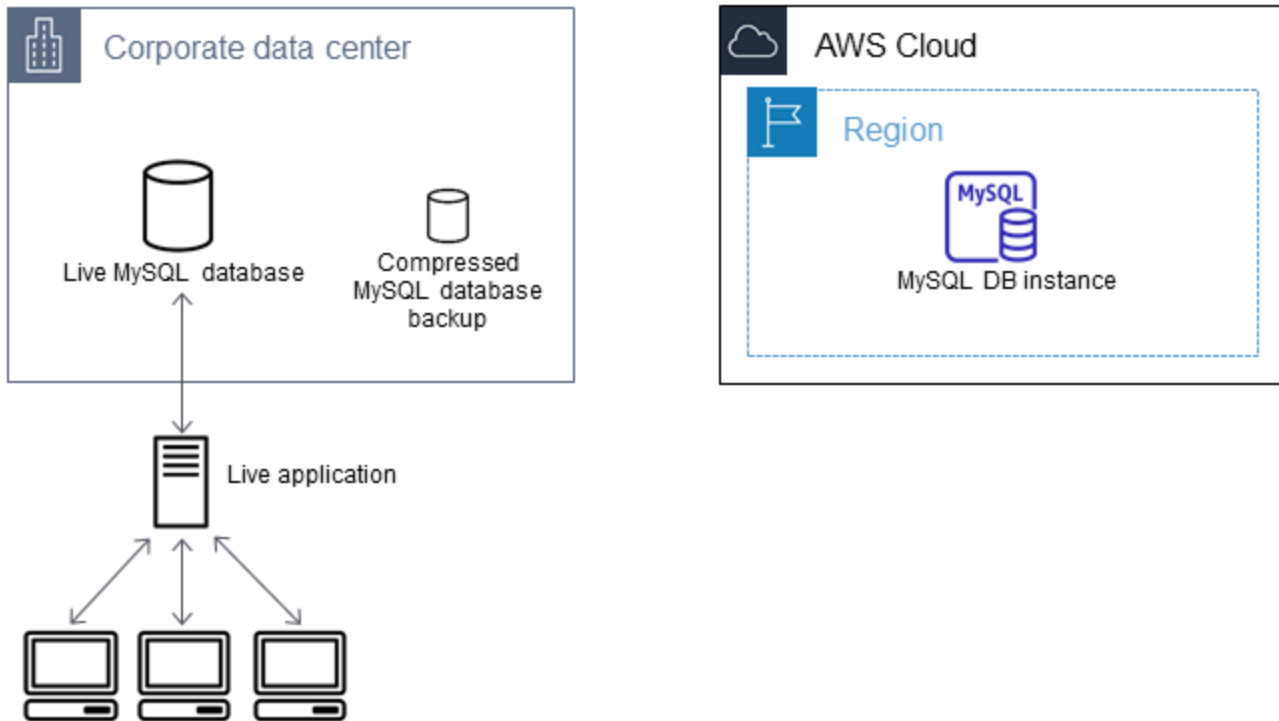 Corporate data center
AWS Cloud
Region
MySQL
Live MySQL database
Compressed
MySQL database
backup
MySQL DB instance
Live application